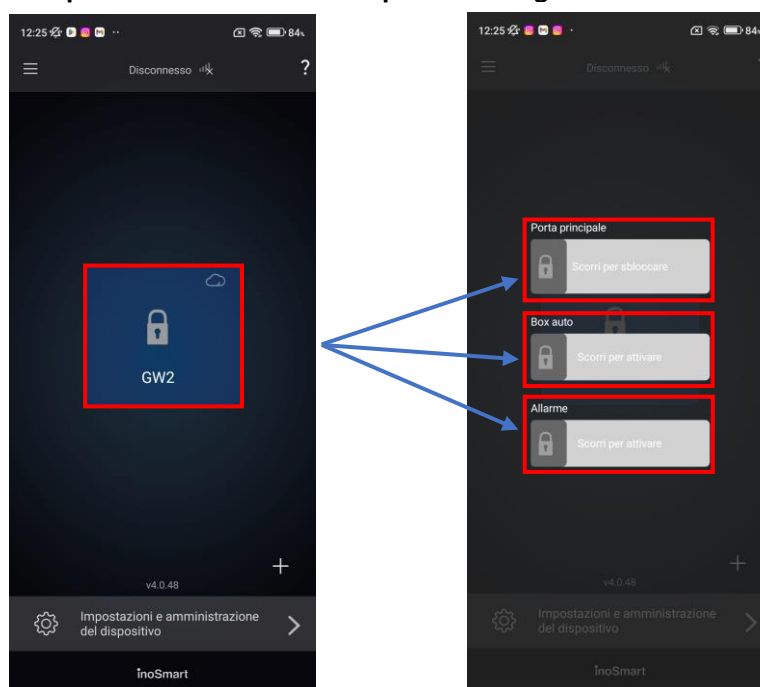 12:25 84%
Disconnesso ?
GW2
v4.0.48
Impostazioni e amministrazione
del dispositivo
inoSmart
12:25 84%
Disconnesso
Porta principale
Scorri per sbloccare
Box auto
Scorri per attivare
Allarme
Scorri per attivare
v4.0.48
Impostazioni e amministrazione
del dispositivo
inoSmart